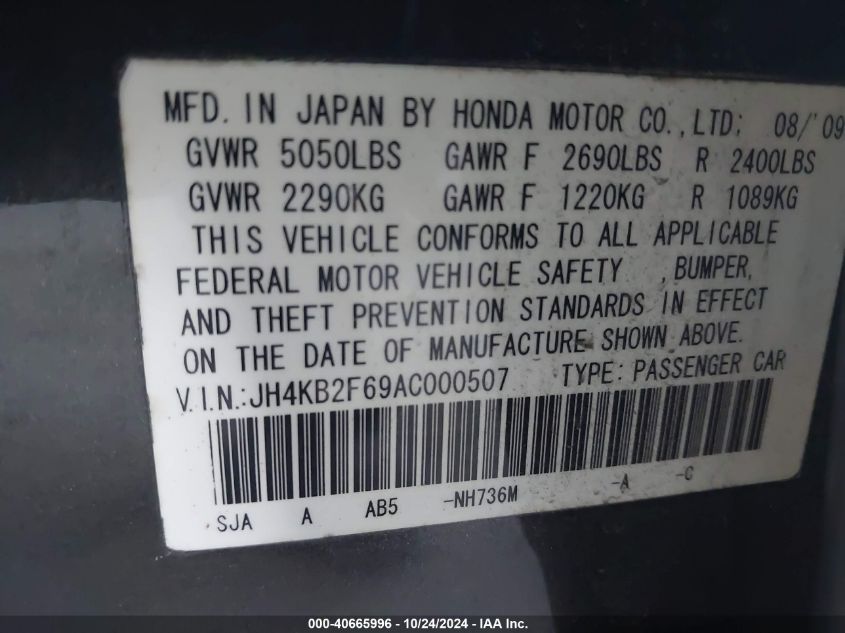 MFD. IN JAPAN BY HONDA MOTOR CO., LTD; 08/'09
GVWR 5050LBS GAWR F 2690LBS R 2400LBS
GVWR 2290KG GAWR F 1220KG R 1089KG
THIS VEHICLE CONFORMS TO ALL APPLICABLE
FEDERAL MOTOR VEHICLE SAFETY , BUMPER,
AND THEFT PREVENTION STANDARDS IN EFFECT
ON THE DATE OF MANUFACTURE SHOWN ABOVE.
V.I.N.:JH4KB2F69AC000507 TYPE: PASSENGER CAR
SJA A AB5 -NH736M -A -C
000-40665996 - 10/24/2024 - IAA Inc.